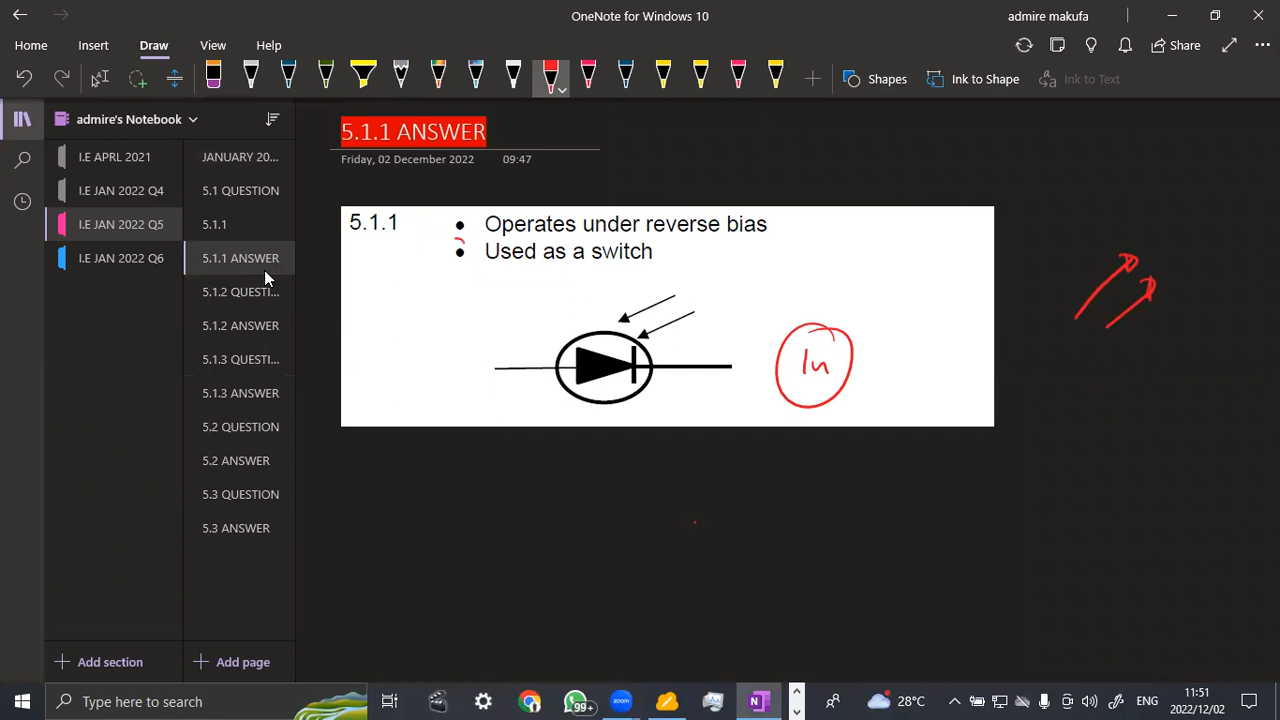 OneNote for Windows 10
admire makufa
Home Insert Draw View Help
Share
Shapes Ink to Shape Ink to Text
admire's Notebook
I.E APRL 2021
I.E JAN 2022 Q4
I.E JAN 2022 Q5
I.E JAN 2022 Q6
JANUARY 20...
5.1 QUESTION
5.1.1
5.1.1 ANSWER
5.1.2 QUESTI...
5.1.2 ANSWER
5.1.3 QUESTI...
5.1.3 ANSWER
5.2 QUESTION
5.2 ANSWER
5.3 QUESTION
5.3 ANSWER
Add section
Add page
5.1.1 ANSWER
Friday, 02 December 2022 09:47
5.1.1 • Operates under reverse bias
• Used as a switch
In
Type here to search
99+
zoom
28°C
ENG
11:51
2022/12/02